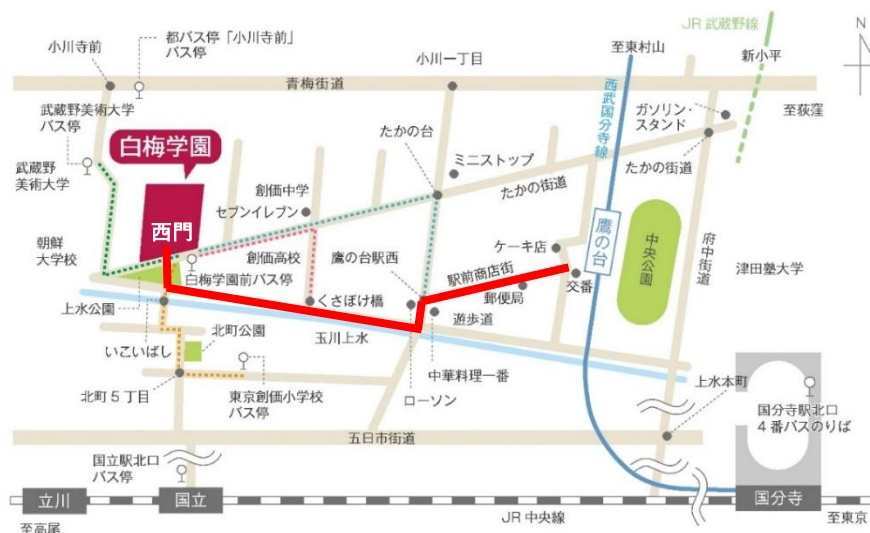 都バス停「小川寺前」
バス停
小川寺前
小川一丁目
至東村山
JR 武蔵野線
新小平
N
青梅街道
至荻窪
武蔵野美術大学
バス停
白梅学園
たかの台
西武国分寺線
ガソリン・
スタンド
ミニストップ
武蔵野
美術大学
創価中学
セブンイレブン
たかの街道
たかの街道
西門
朝鮮
大学校
創価高校
鷹の台駅西
ケーキ店
鷹の台
中央公園
府中街道
津田塾大学
白梅学園前バス停
駅前商店街
交番
郵便局
上水公園
くさぼけ橋
遊歩道
玉川上水
いこいばし
北町公園
中華料理一番
ローソン
北町5丁目
東京創価小学校
バス停
上水本町
国分寺駅北口
4番バスのりば
五日市街道
国立駅北口
バス停
立川
国立
国分寺
至高尾
JR 中央線
至東京